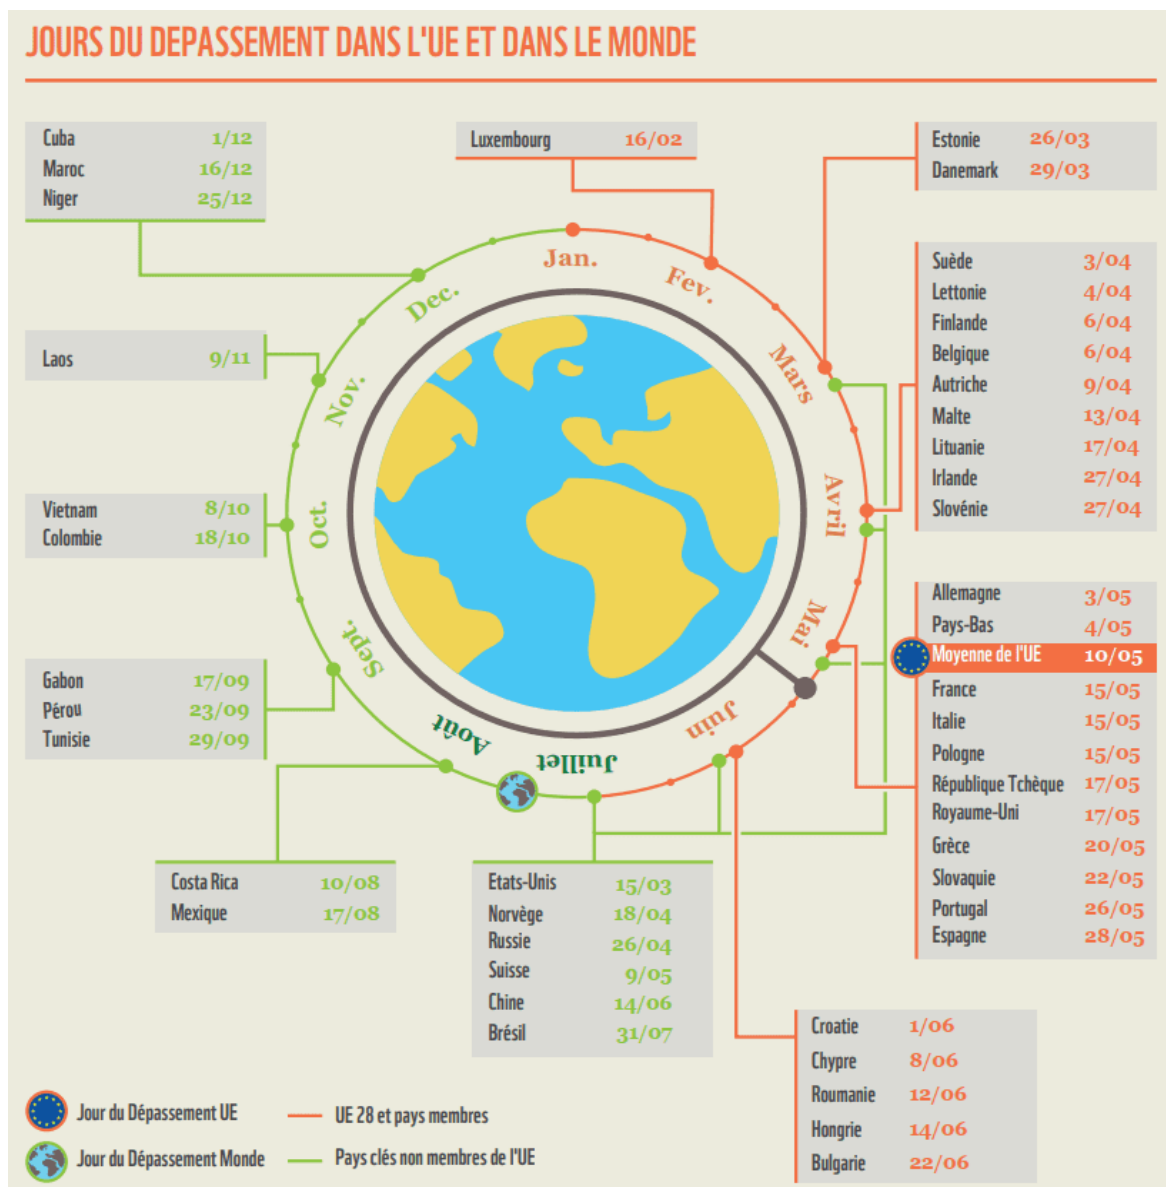 JOURS DU DEPASSEMENT DANS L'UE ET DANS LE MONDE
Cuba 1/12
Maroc 16/12
Niger 25/12
Luxembourg 16/02
Estonie 26/03
Danemark 29/03
Suède 3/04
Lettonie 4/04
Finlande 6/04
Belgique 6/04
Autriche 9/04
Malte 13/04
Lituanie 17/04
Irlande 27/04
Slovénie 27/04
Laos 9/11
Vietnam 8/10
Colombie 18/10
Gabon 17/09
Pérou 23/09
Tunisie 29/09
Jan.
Fev.
Mars
Avril
Mai
Juin
Juillet
Août
Sept.
Oct.
Nov.
Dec.
Allemagne 3/05
Pays-Bas 4/05
Moyenne de l'UE 10/05
France 15/05
Italie 15/05
Pologne 15/05
République Tchèque 17/05
Royaume-Uni 17/05
Grèce 20/05
Slovaquie 22/05
Portugal 26/05
Espagne 28/05
Costa Rica 10/08
Mexique 17/08
Etats-Unis 15/03
Norvège 18/04
Russie 26/04
Suisse 9/05
Chine 14/06
Brésil 31/07
Croatie 1/06
Chypre 8/06
Roumanie 12/06
Hongrie 14/06
Bulgarie 22/06
Jour du Dépassement UE
UE 28 et pays membres
Jour du Dépassement Monde
Pays clés non membres de l'UE